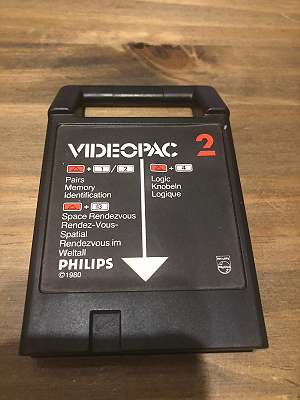 VIDEOPAC 2
+ 1 / 2
Pairs
Memory
Identification
+ 4
Logic
Knobeln
Logique
Space Rendezvous
Rendez-Vous-
Spatial
Rendezvous im
Weltall
PHILIPS
©1980
PHILIPS